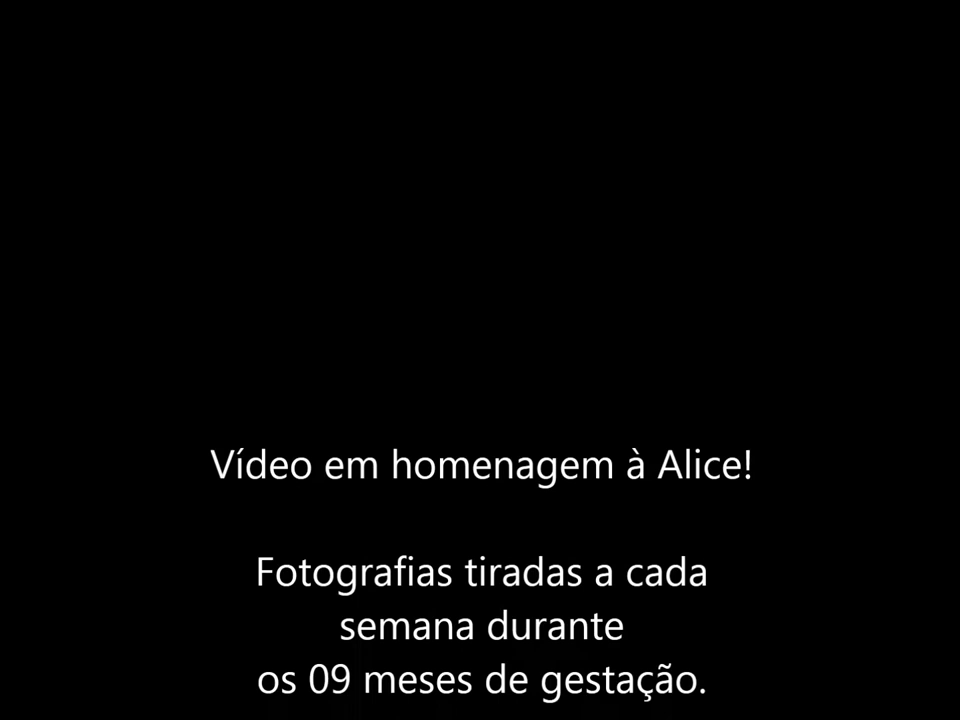 Vídeo em homenagem à Alice!
Fotografias tiradas a cada
semana durante
os 09 meses de gestação.